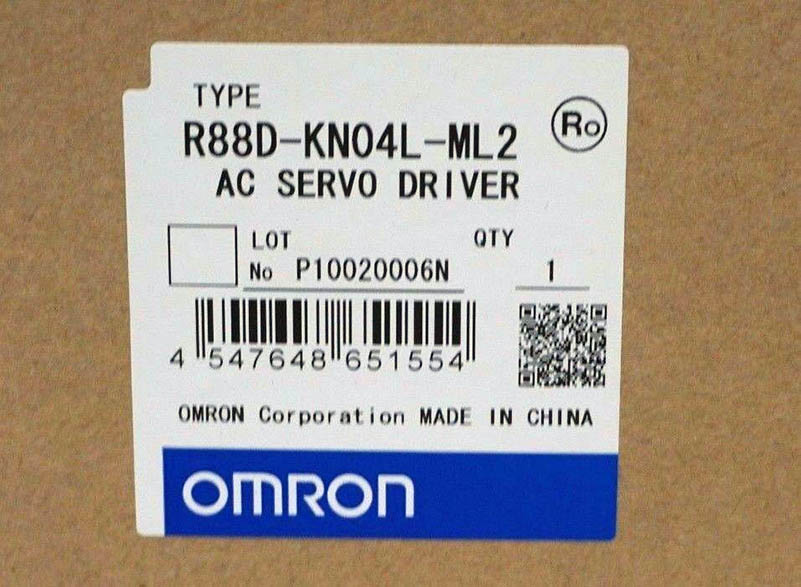 TYPE
R88D-KN04L-ML2
Ro
AC SERVO DRIVER
LOT
QTY
No P10020006N
1
4 547648 651554
OMRON Corporation MADE IN CHINA
OMRON